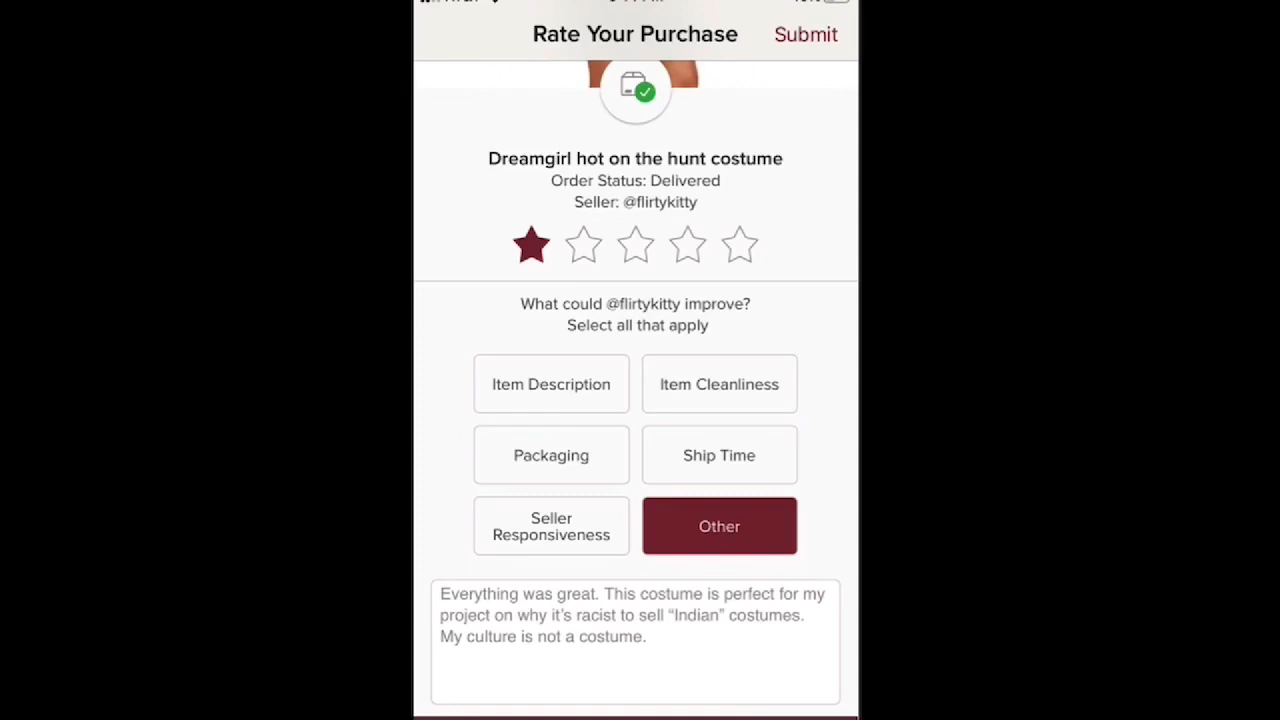 Rate Your Purchase Submit
Dreamgirl hot on the hunt costume
Order Status: Delivered
Seller: @flirtykitty
What could @flirtykitty improve?
Select all that apply
Item Description Item Cleanliness
Packaging Ship Time
Seller
Responsiveness
Other
Everything was great. This costume is perfect for my
project on why it’s racist to sell “Indian” costumes.
My culture is not a costume.